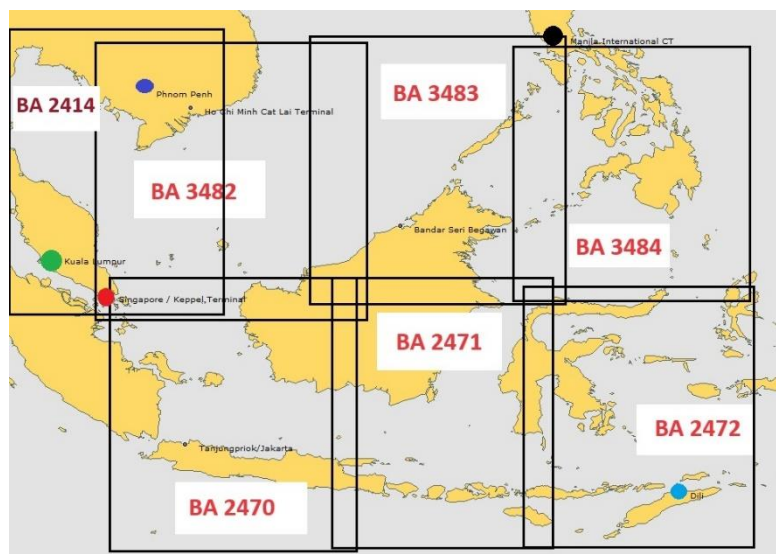 Manila International CT
BA 3483
Phnom Penh
BA 2414
Ho Chi Minh Cat Lai Terminal
BA 3482
Bandar Seri Begawan
BA 3484
Kuala Lumpur
Singapore / Keppel,Terminal
BA 2471
BA 2472
Tanjungpriok/Jakarta
Dili
BA 2470